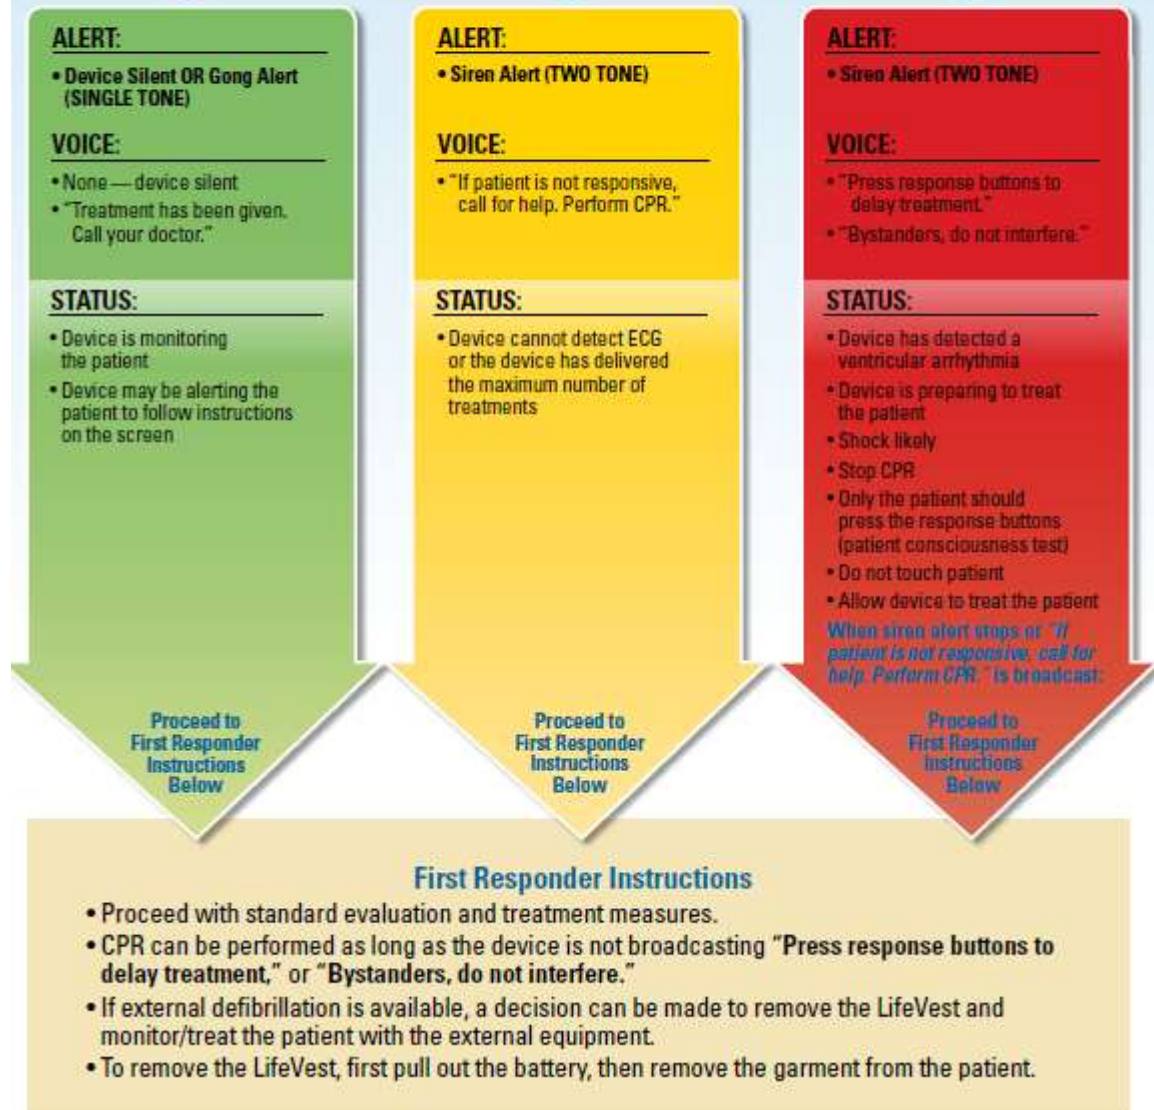 ALERT:
• Device Silent OR Gong Alert
(SINGLE TONE)
VOICE:
• None — device silent
• "Treatment has been given.
Call your doctor."
STATUS:
• Device is monitoring
the patient
• Device may be alerting the
patient to follow instructions
on the screen
Proceed to
First Responder
Instructions
Below
ALERT:
• Siren Alert (TWO TONE)
VOICE:
• "If patient is not responsive,
call for help. Perform CPR."
STATUS:
• Device cannot detect ECG
or the device has delivered
the maximum number of
treatments
Proceed to
First Responder
Instructions
Below
ALERT:
• Siren Alert (TWO TONE)
VOICE:
• "Press response buttons to
delay treatment."
• "Bystanders, do not interfere."
STATUS:
• Device has detected a
ventricular arrhythmia
• Device is preparing to treat
the patient
• Shock likely
• Stop CPR
• Only the patient should
press the response buttons
(patient consciousness test)
• Do not touch patient
• Allow device to treat the patient
When siren alert stops or "If
patient is not responsive, call for
help. Perform CPR." is broadcast:
Proceed to
First Responder
Instructions
Below
First Responder Instructions
• Proceed with standard evaluation and treatment measures.
• CPR can be performed as long as the device is not broadcasting "Press response buttons to
delay treatment," or "Bystanders, do not interfere."
• If external defibrillation is available, a decision can be made to remove the LifeVest and
monitor/treat the patient with the external equipment.
• To remove the LifeVest, first pull out the battery, then remove the garment from the patient.